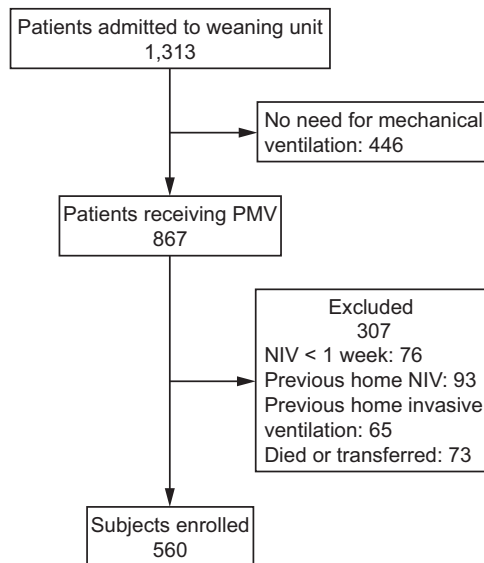 Patients admitted to weaning unit
1,313
No need for mechanical
ventilation: 446
Patients receiving PMV
867
Excluded
307
NIV < 1 week: 76
Previous home NIV: 93
Previous home invasive
ventilation: 65
Died or transferred: 73
Subjects enrolled
560